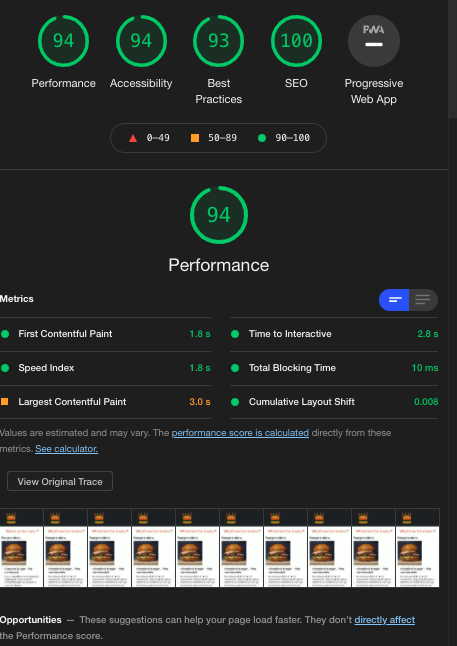 94
94
93
100
PWA
Performance
Accessibility
Best
Practices
SEO
Progressive
Web App
0–49
50–89
90–100
94
Performance
Metrics
First Contentful Paint
1.8 s
Time to Interactive
2.8 s
Speed Index
1.8 s
Total Blocking Time
10 ms
Largest Contentful Paint
3.0 s
Cumulative Layout Shift
0.008
Values are estimated and may vary. The performance score is calculated directly from these
metrics. See calculator.
View Original Trace
Opportunities — These suggestions can help your page load faster. They don't directly affect
the Performance score.